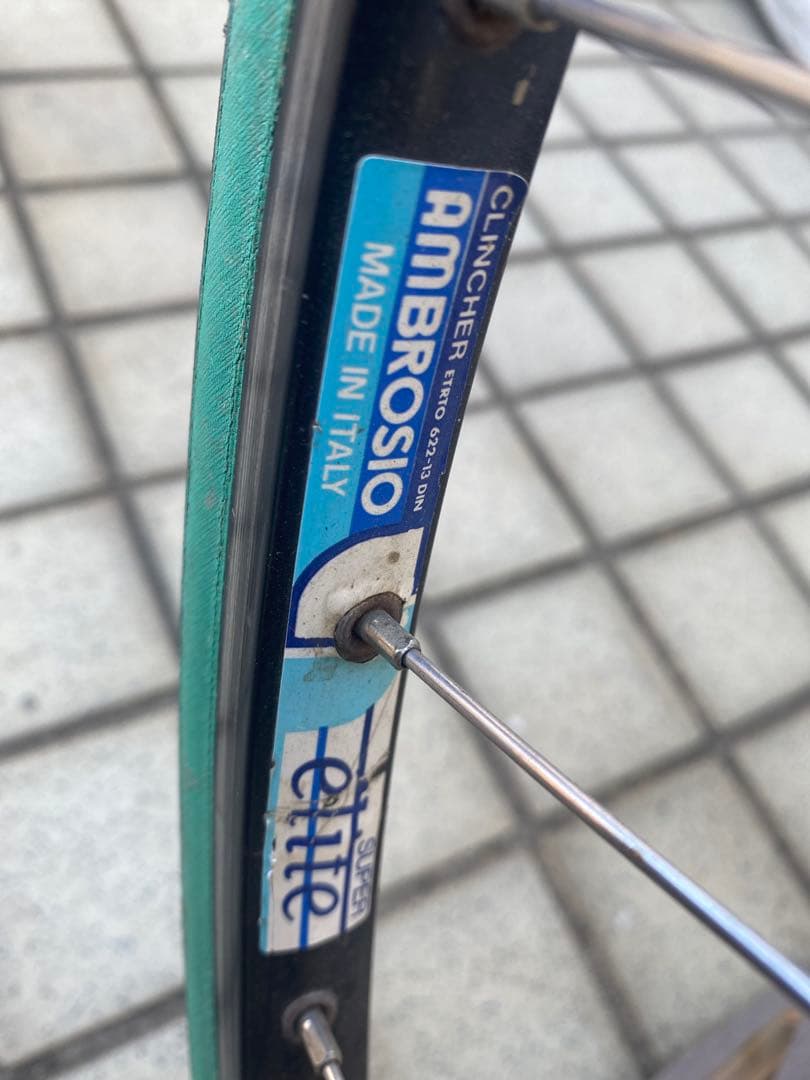 CLINCHER ETRTO 622-13 DIN
AMBROSIO
MADE IN ITALY
SUPER
elite